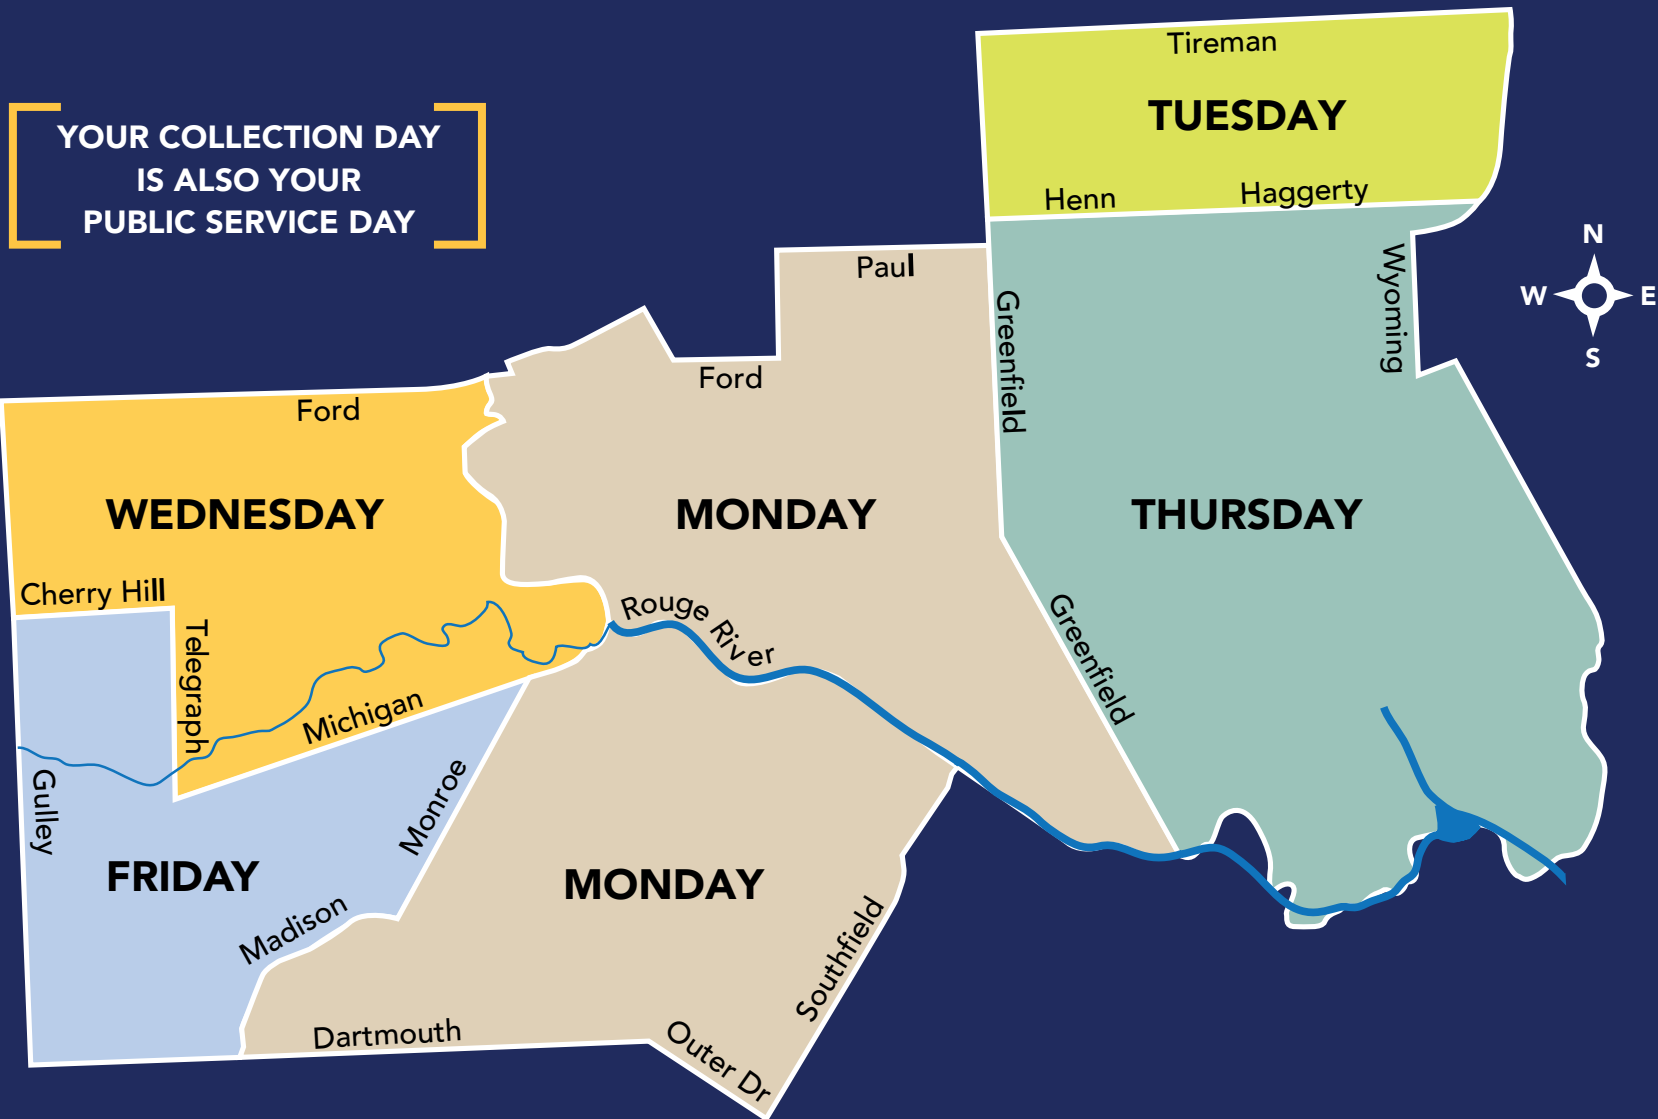 YOUR COLLECTION DAY
IS ALSO YOUR
PUBLIC SERVICE DAY
Tireman
TUESDAY
Henn
Haggerty
N
W
E
S
Paul
Wyoming
Greenfield
Ford
Ford
WEDNESDAY
MONDAY
THURSDAY
Cherry Hill
Rouge River
Greenfield
Telegraph
Michigan
Gulley
Monroe
FRIDAY
MONDAY
Madison
Southfield
Dartmouth
Outer Dr